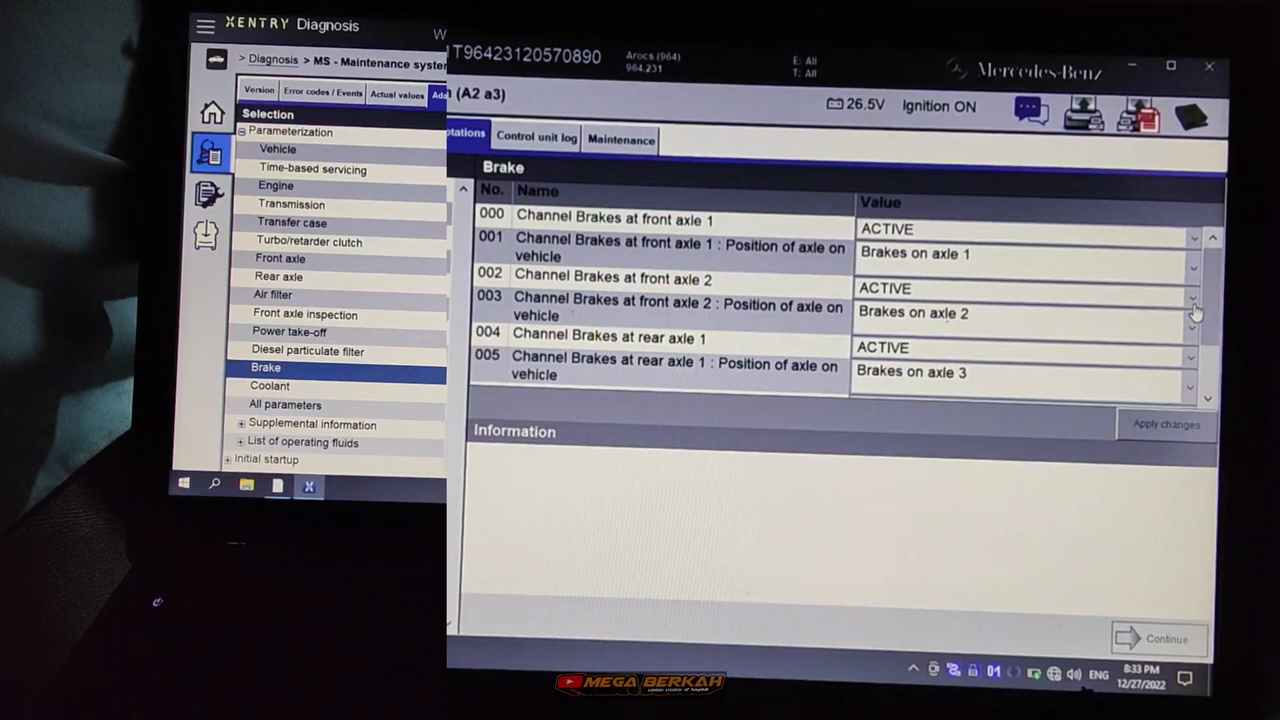 XENTRY Diagnosis
> Diagnosis > MS - Maintenance system
Version
Error codes / Events
Actual values
Ada
Selection
Parameterization
Vehicle
Time-based servicing
Engine
Transmission
Transfer case
Turbo/retarder clutch
Front axle
Rear axle
Air filter
Front axle inspection
Power take-off
Diesel particulate filter
Brake
Coolant
All parameters
Supplemental information
List of operating fluids
Initial startup
W
1T96423120570890
Arocs (964)
964.231
E: All
T: All
Mercedes-Benz
(A2 a3)
26.5V
Ignition ON
ptations
Control unit log
Maintenance
Brake
No.
Name
Value
000
Channel Brakes at front axle 1
ACTIVE
001
Channel Brakes at front axle 1 : Position of axle on
vehicle
Brakes on axle 1
002
Channel Brakes at front axle 2
ACTIVE
003
Channel Brakes at front axle 2 : Position of axle on
vehicle
Brakes on axle 2
004
Channel Brakes at rear axle 1
ACTIVE
005
Channel Brakes at rear axle 1 : Position of axle on
vehicle
Brakes on axle 3
Apply changes
Information
Continue
01
ENG
8:33 PM
12/27/2022
MEGA BERKAH